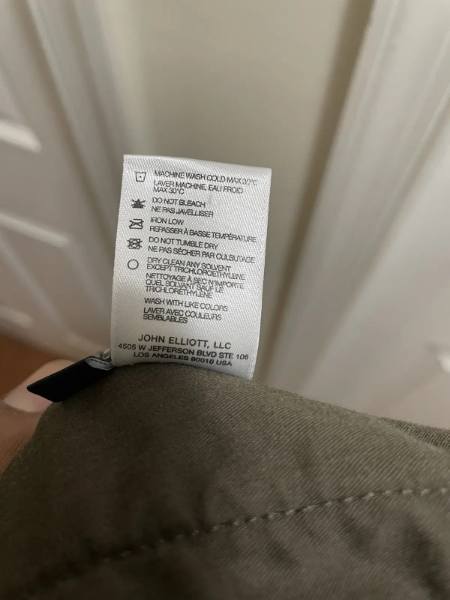 MACHINE WASH COLD MAX 30°C
LAVER MACHINE, EAU FROID
MAX 30°C
DO NOT BLEACH
NE PAS JAVELLISER
IRON LOW
REPASSER À BASSE TEMPÉRATURE
DO NOT TUMBLE DRY
NE PAS SÉCHER PAR CULBUTAGE
DRY CLEAN ANY SOLVENT
EXCEPT TRICHLOROETHYLENE
NETTOYAGE À SEC N'IMPORTE
QUEL SOLVANT SAUF LE
TRICHLORETHYLENE
WASH WITH LIKE COLORS
LAVER AVEC COULEURS
SEMBLABLES
JOHN ELLIOTT, LLC
4505 W JEFFERSON BLVD STE 106
LOS ANGELES 90016 USA